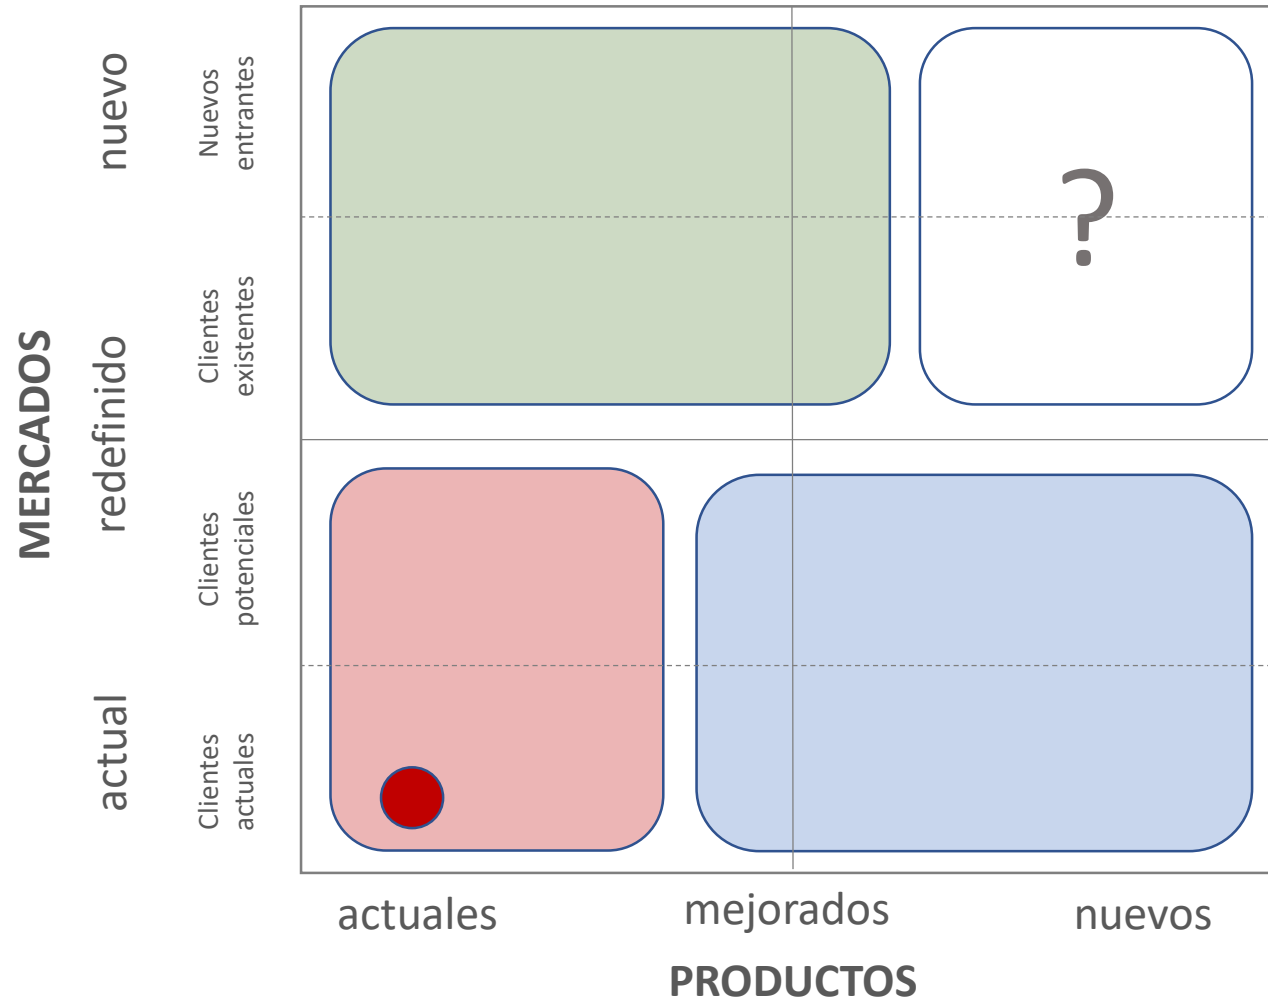 MERCADOS
nuevo
redefinido
actual
Nuevos
entrantes
Clientes
existentes
Clientes
potenciales
Clientes
actuales
?
actuales
mejorados
nuevos
PRODUCTOS